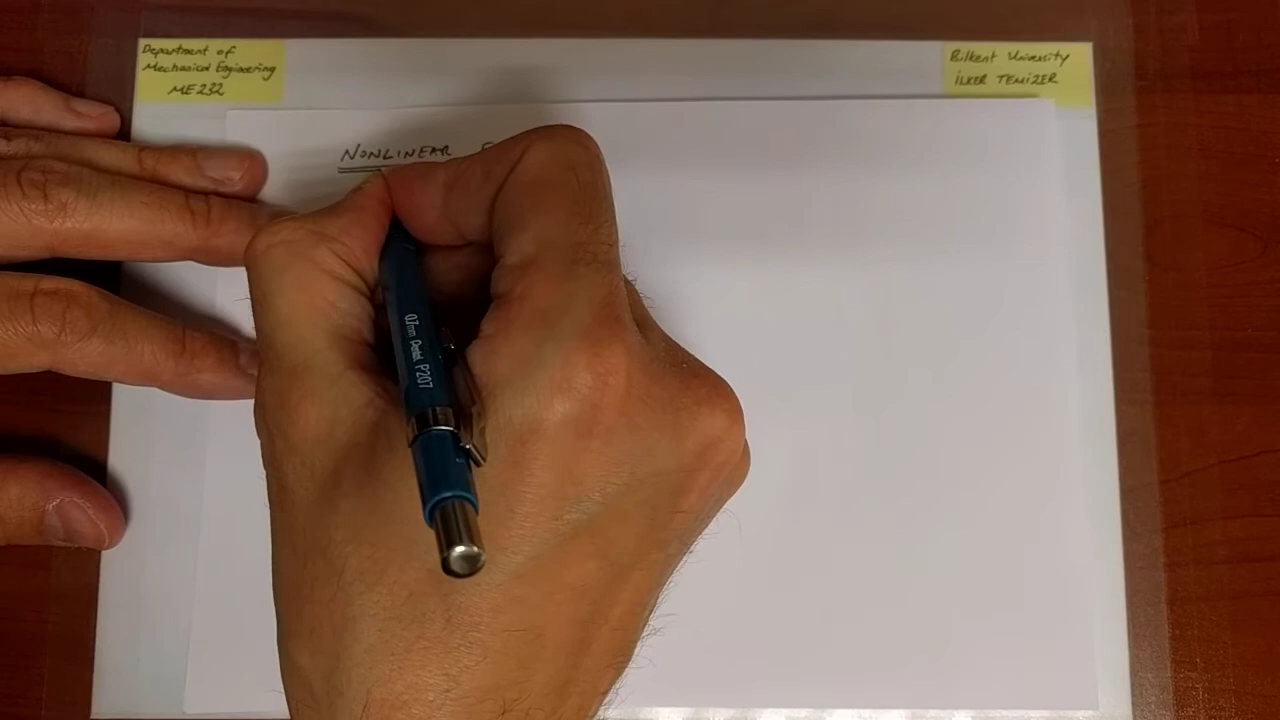 Department of
Mechanical Engineering
ME232
Bilkent University
İLKER TEMİZER
NONLINEAR
0.7mm Pentel P207